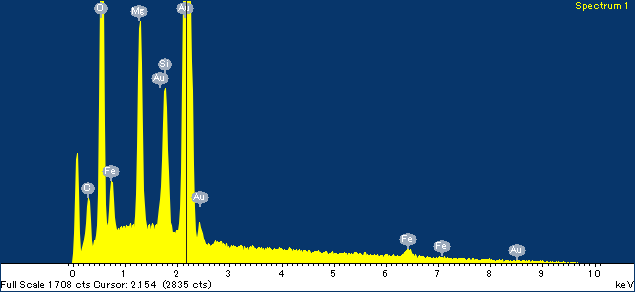 Spectrum 1
O Mg Au
Si
Au
Fe
C
Au
Fe
Fe
Au
0 1 2 3 4 5 6 7 8 9 10
Full Scale 1708 cts Cursor: 2.154 (2835 cts) keV